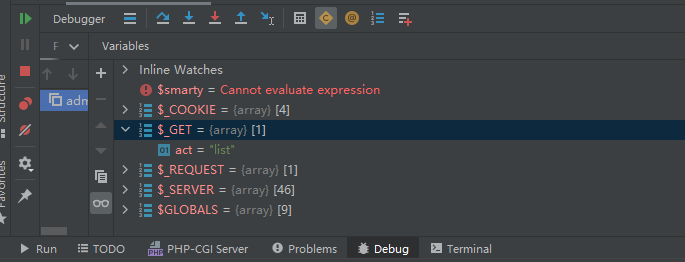 Debugger
F
Variables
Inline Watches
$smarty = Cannot evaluate expression
adm
$_COOKIE = {array} [4]
$_GET = {array} [1]
01 act = "list"
$_REQUEST = {array} [1]
$_SERVER = {array} [46]
$GLOBALS = {array} [9]
Structure
Favorites
Run TODO PHP-CGI Server Problems Debug Terminal